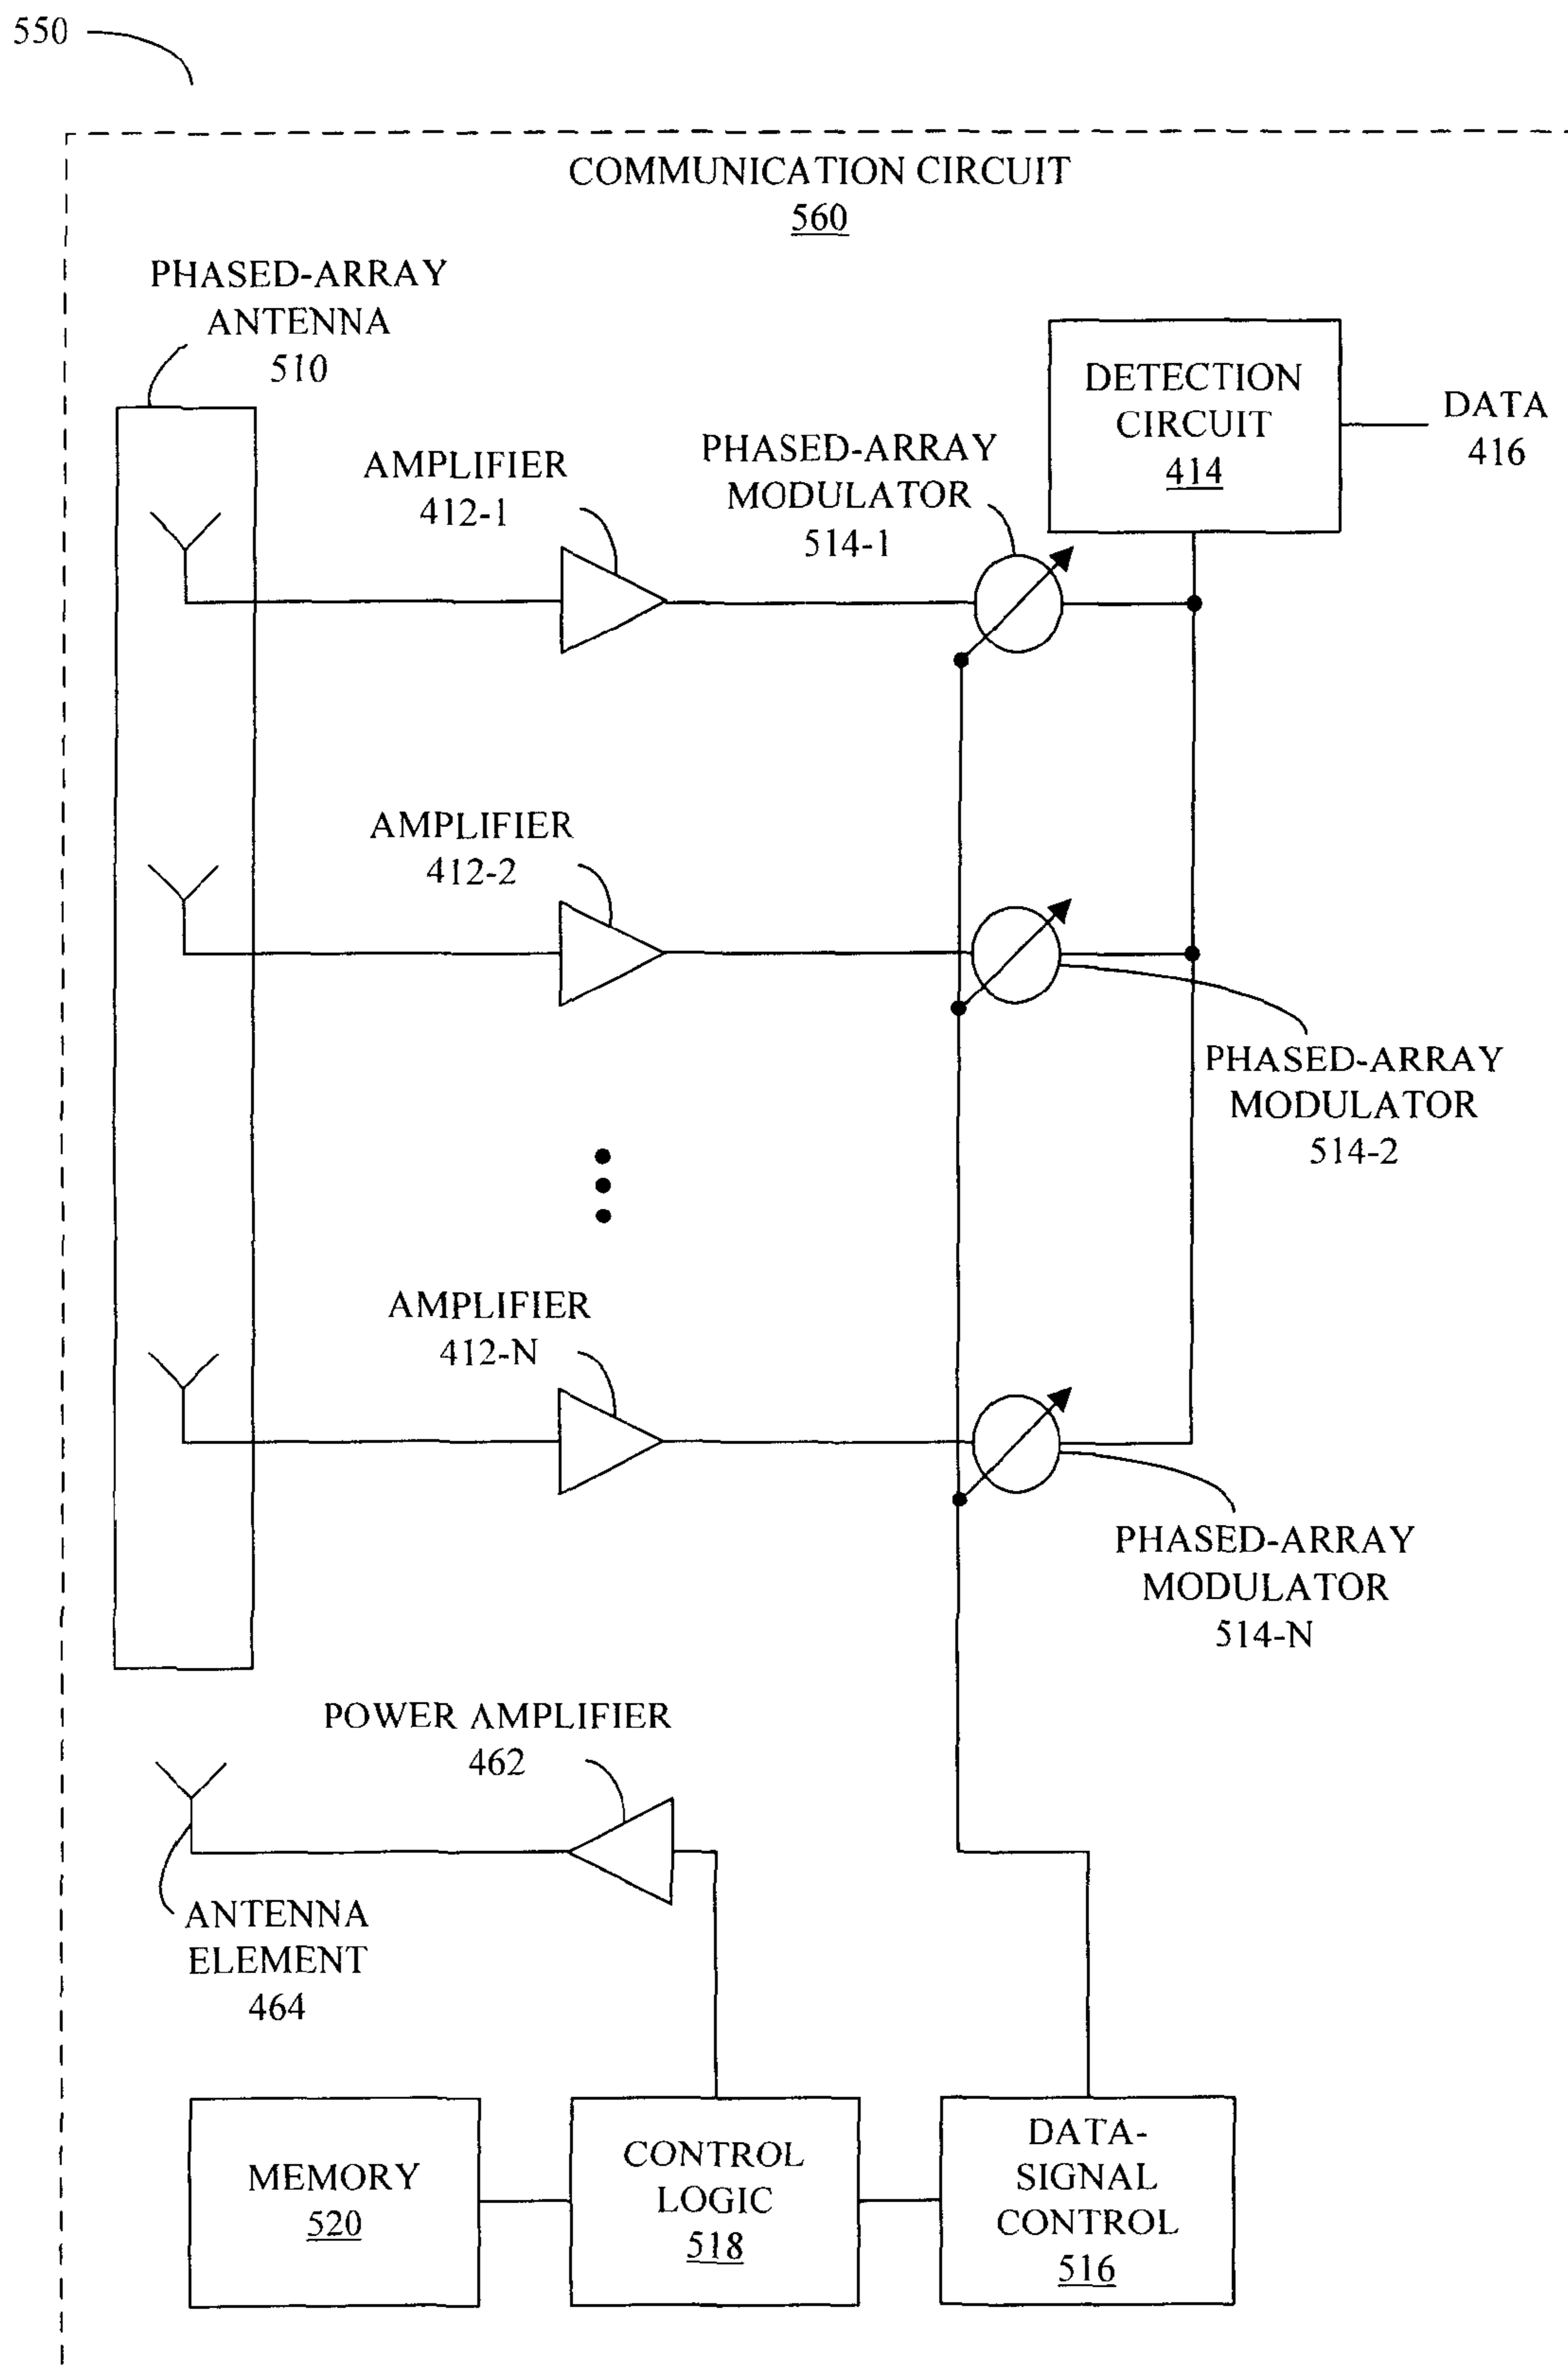 550
COMMUNICATION CIRCUIT
560
PHASED-ARRAY
ANTENNA
510
DETECTION
CIRCUIT
414
DATA
416
AMPLIFIER
412-1
PHASED-ARRAY
MODULATOR
514-1
AMPLIFIER
412-2
PHASED-ARRAY
MODULATOR
514-2
AMPLIFIER
412-N
PHASED-ARRAY
MODULATOR
514-N
POWER AMPLIFIER
462
ANTENNA
ELEMENT
464
MEMORY
520
CONTROL
LOGIC
518
DATA-
SIGNAL
CONTROL
516